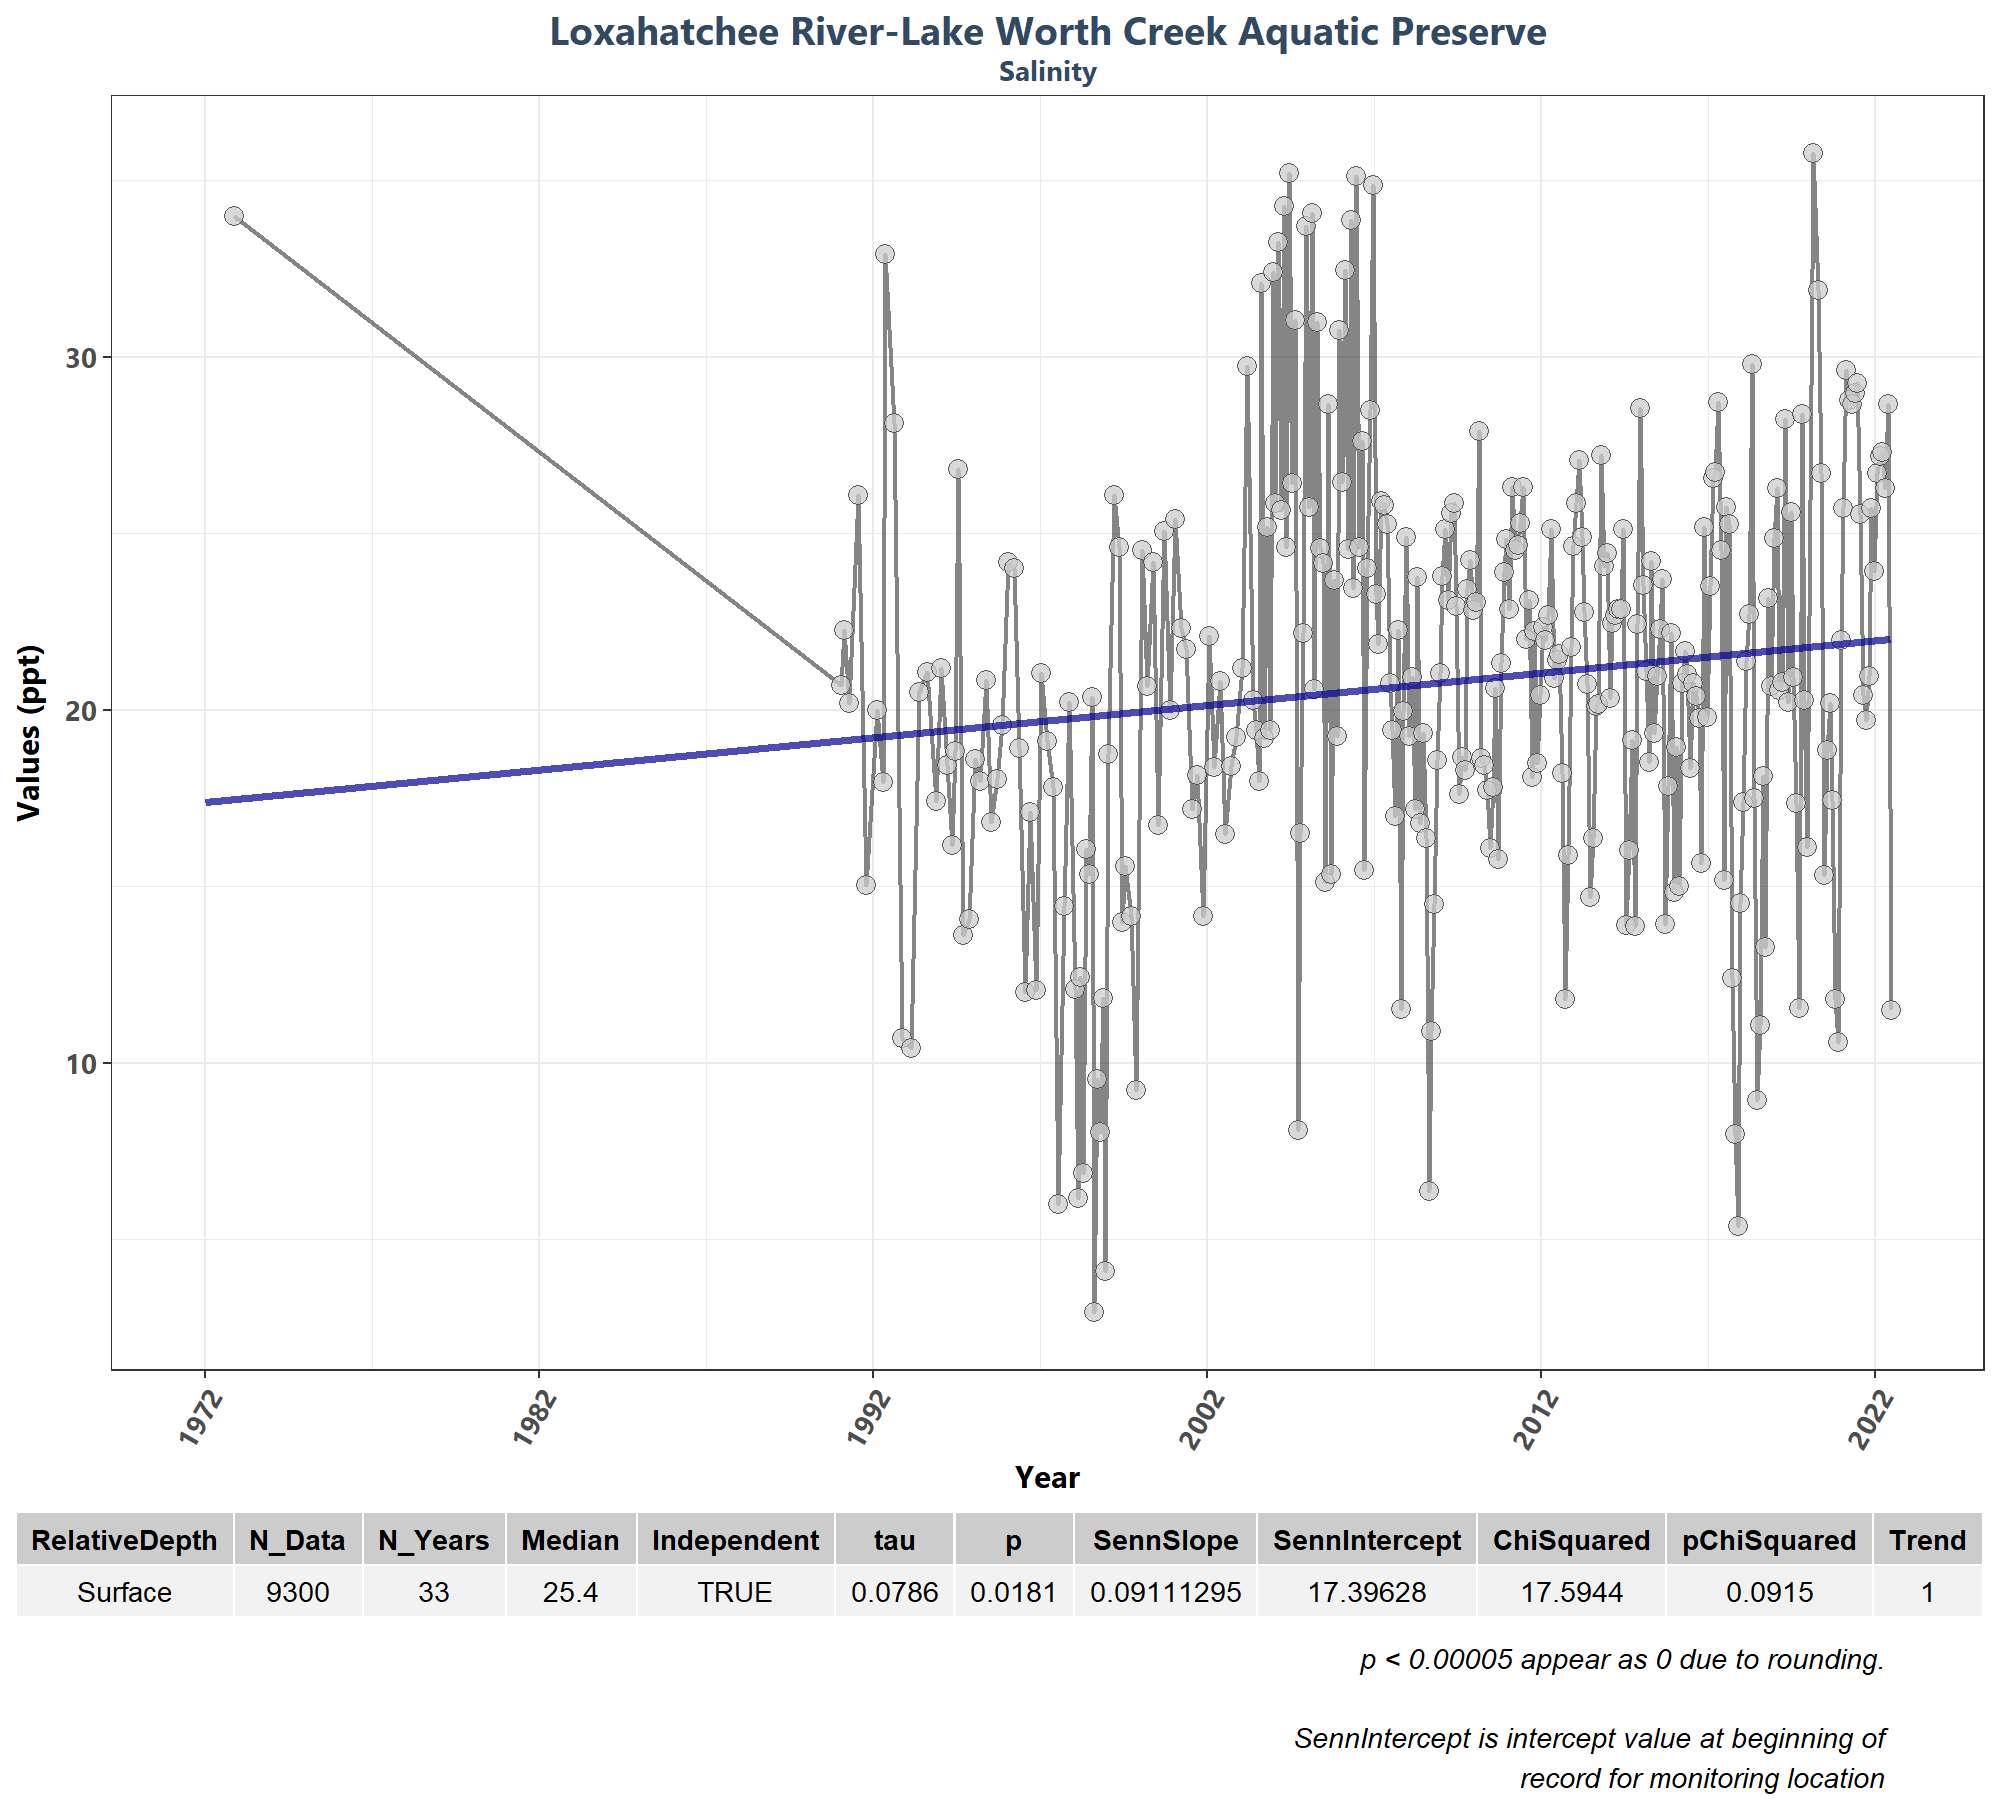 Loxahatchee River-Lake Worth Creek Aquatic Preserve
Salinity
Values (ppt)
30
20
10
1972 1982 1992 2002 2012 2022
Year
RelativeDepth N_Data N_Years Median Independent tau p SennSlope SennIntercept ChiSquared pChiSquared Trend
Surface 9300 33 25.4 TRUE 0.0786 0.0181 0.09111295 17.39628 17.5944 0.0915 1
p < 0.00005 appear as 0 due to rounding.
SennIntercept is intercept value at beginning of
record for monitoring location